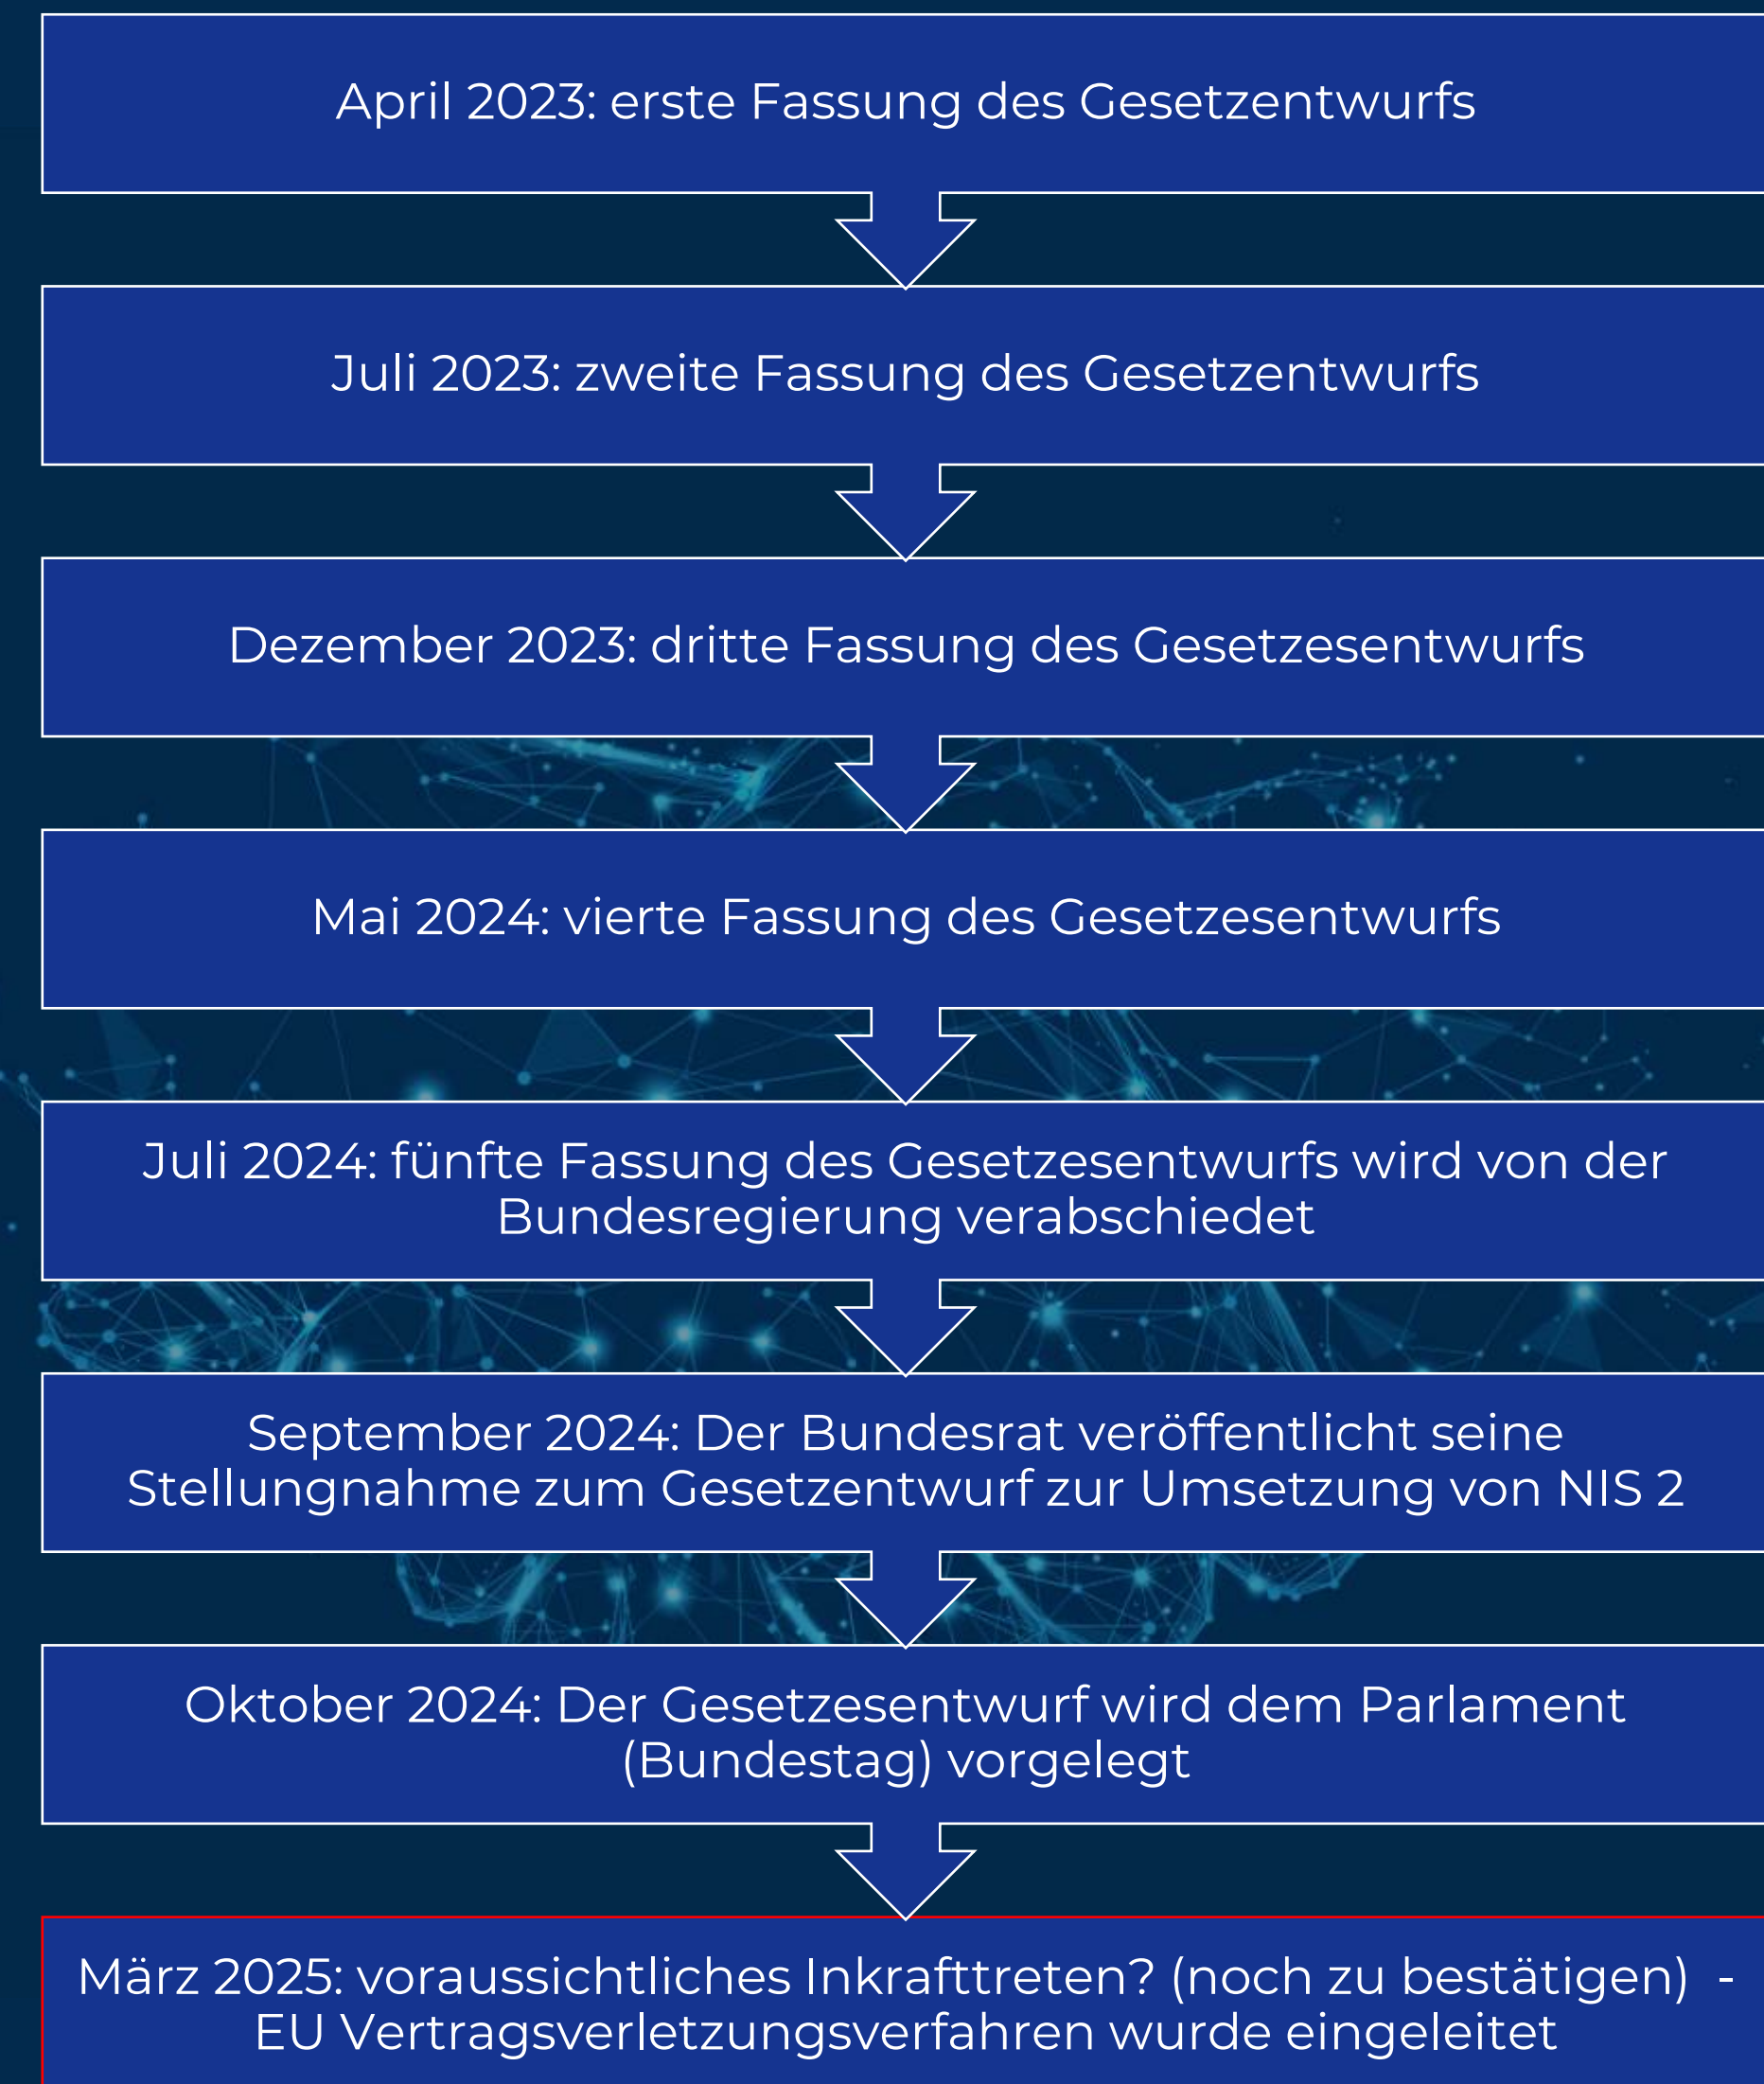 April 2023: erste Fassung des Gesetzentwurfs
Juli 2023: zweite Fassung des Gesetzentwurfs
Dezember 2023: dritte Fassung des Gesetzesentwurfs
Mai 2024: vierte Fassung des Gesetzesentwurfs
Juli 2024: fünfte Fassung des Gesetzesentwurfs wird von der
Bundesregierung verabschiedet
September 2024: Der Bundesrat veröffentlicht seine
Stellungnahme zum Gesetzentwurf zur Umsetzung von NIS 2
Oktober 2024: Der Gesetzesentwurf wird dem Parlament
(Bundestag) vorgelegt
März 2025: voraussichtliches Inkrafttreten? (noch zu bestätigen) -
EU Vertragsverletzungsverfahren wurde eingeleitet